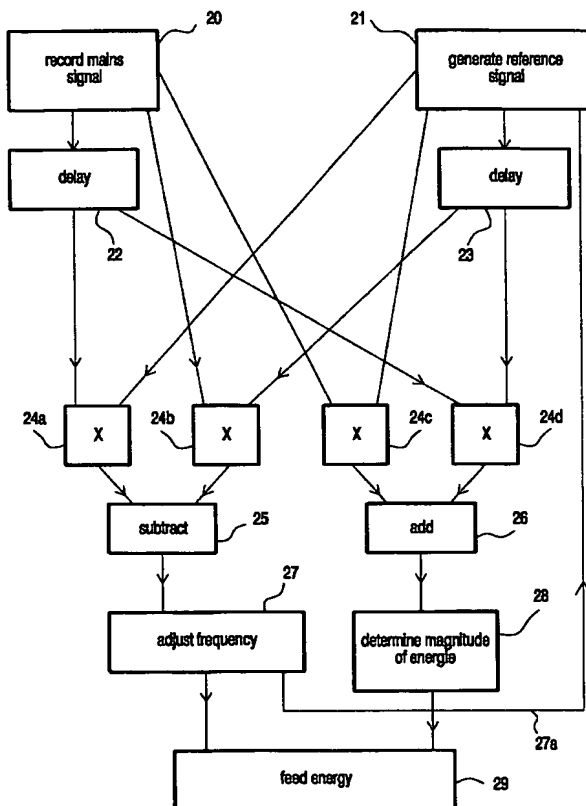 20
21
record mains
signal
generate reference
signal
delay
delay
22
23
24a
X
24b
X
X
24c
X
24d
subtract
25
add
26
27
28
adjust frequency
determine magnitude
of energie
27a
feed energy
29